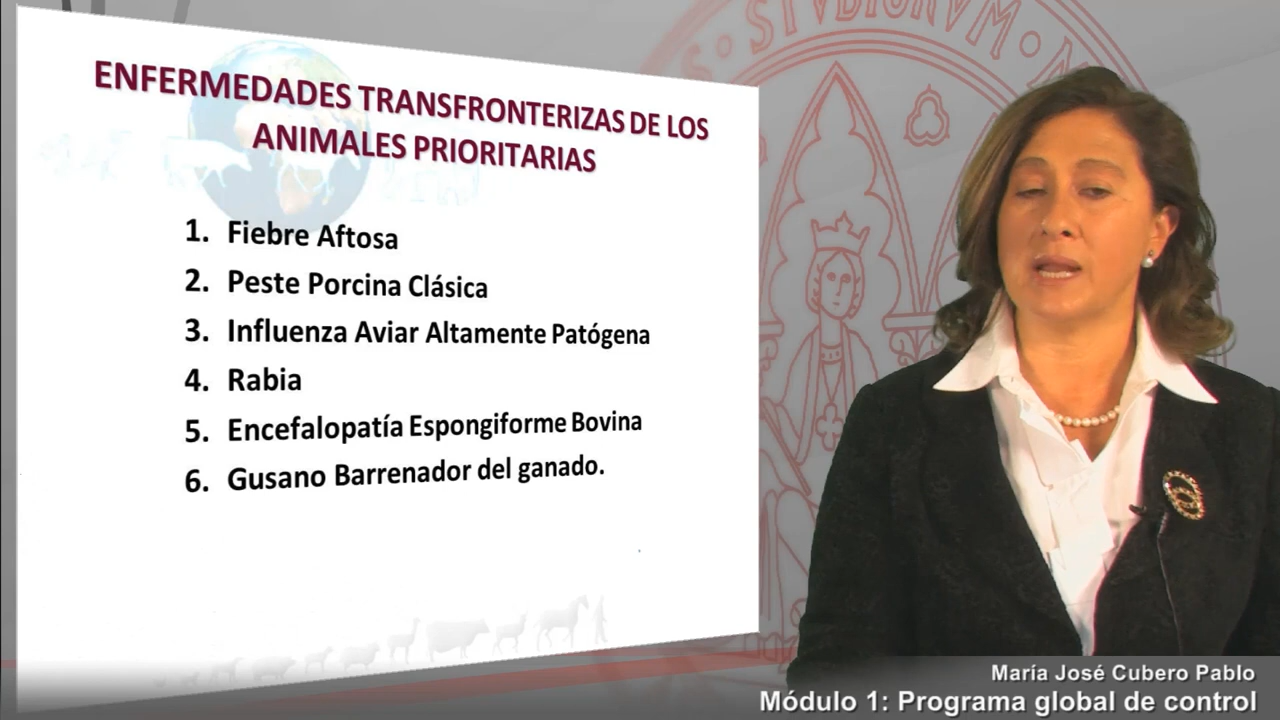 ENFERMEDADES TRANSFRONTERIZAS DE LOS
ANIMALES PRIORITARIAS
1. Fiebre Aftosa
2. Peste Porcina Clásica
3. Influenza Aviar Altamente Patógena
4. Rabia
5. Encefalopatía Espongiforme Bovina
6. Gusano Barrenador del ganado.
STVDIORVM
María José Cubero Pablo
Módulo 1: Programa global de control